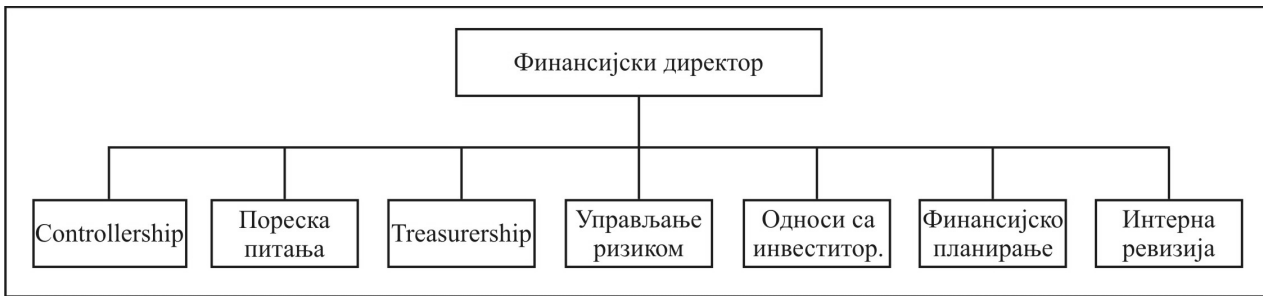 Финансијски директор
Controllership
Пореска
питања
Treasurership
Управљање
ризиком
Односи са
инвеститор.
Финансијско
планирање
Интерна
ревизија